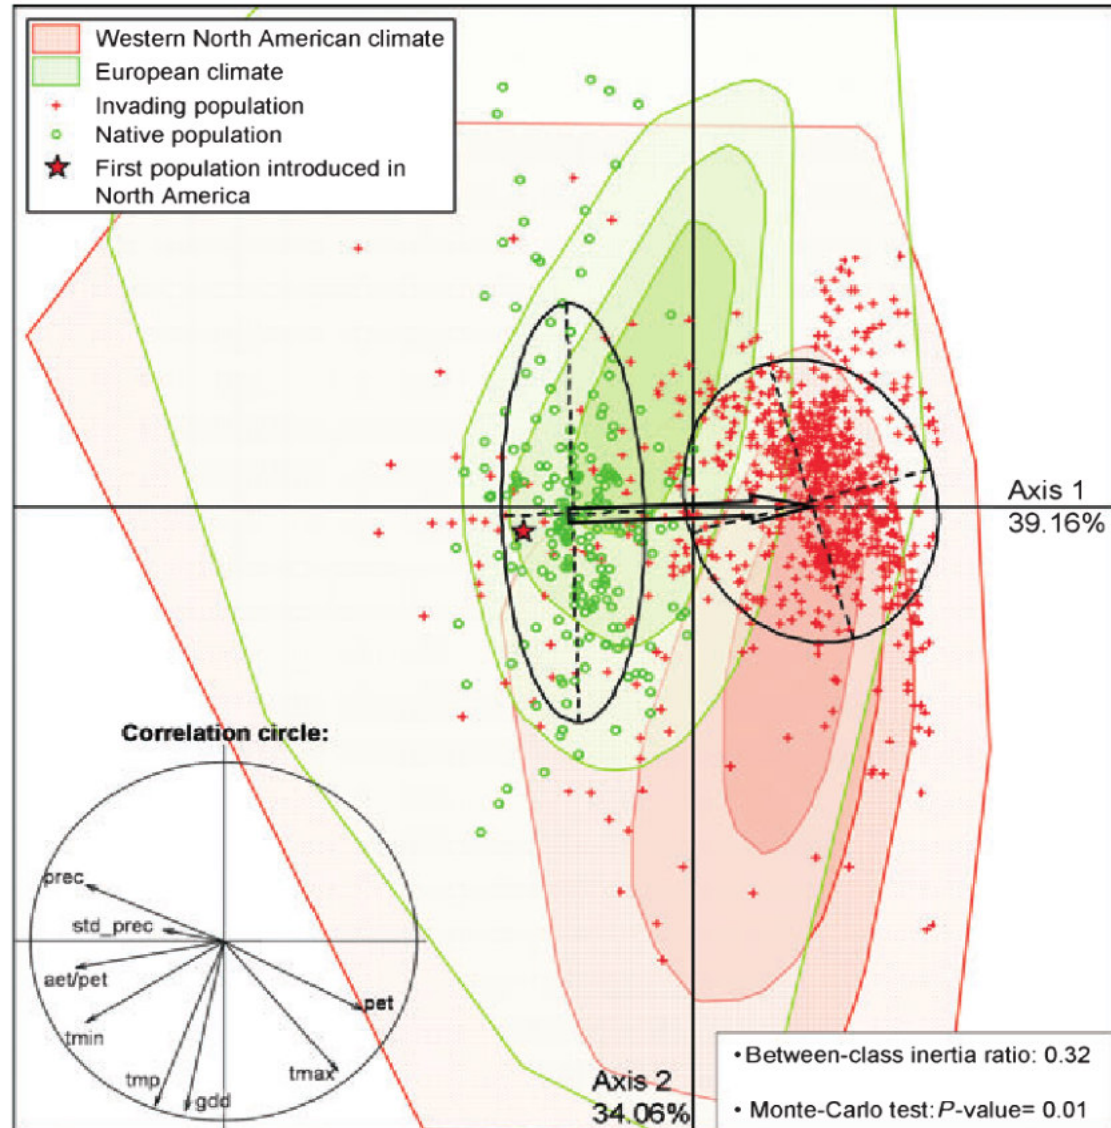 Western North American climate
European climate
Invading population
Native population
First population introduced in
North America
Axis 1
39.16%
Correlation circle:
prec
std_prec
aet/pet
tmin
tmp
gdd
tmax
pet
Axis 2
34.06%
• Between-class inertia ratio: 0.32
• Monte-Carlo test: P-value= 0.01